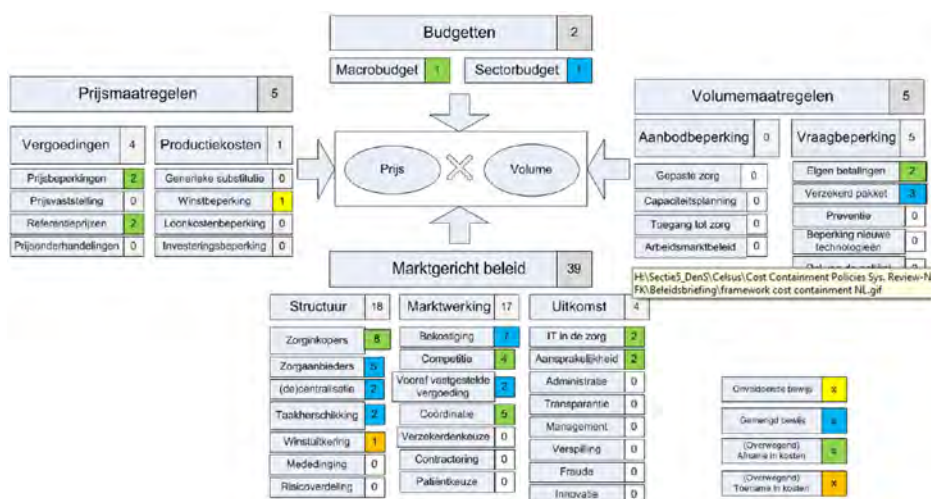 Budgetten 2
Macrobudget 1 Sectorbudget 1
Prijsmaatregelen 5
Volumemaatregelen 5
Vergoedingen 4 Productiekosten 1
Aanbodbeperking 0 Vraagbeperking 5
Prijsbeperkingen 2 Generieke substitutie 0
Prijsvaststelling 0 Winstbeperking 1
Referentieprijzen 2 Loonkostenbeperking 0
Prijsonderhandelingen 0 Investeringsbeperking 0
Prijs Volume
Gepaste zorg 0 Eigen betalingen 2
Capaciteitsplanning 0 Verzekerd pakket 3
Toegang tot zorg 0 Preventie 0
Arbeidsmarktbeleid 0 Beperking nieuwe
technologieën 0
H:\Sectie5_DenS\Celsus\Cost Containment Policies Sys. Review-N
FK\Beleidsbriefing\framework cost containment NL.gif
Marktgericht beleid 39
Structuur 18 Marktwerking 17 Uitkomst 4
Zorginkopers 8 Bekostiging IT in de zorg 2
Zorgaanbieders 5 Competitie 4 Aansprakelijkheid 2
(de)centralisatie 2 Vooraf vastgestelde
vergoeding 2 Administratie 0
Taakherschikking 2 Coördinatie 5 Transparantie 0
Winstuitkering 1 Verzekerdenkeuze 0 Management 0
Mededinging 0 Contractering 0 Verspilling 0
Risicoverdeling 0 Patiëntkeuze 0 Fraude 0
Innovatie 0
Onvoldoende bewijs x
Gemengd bewijs x
(Overwegend)
Afname in kosten x
(Overwegend)
Toename in kosten x